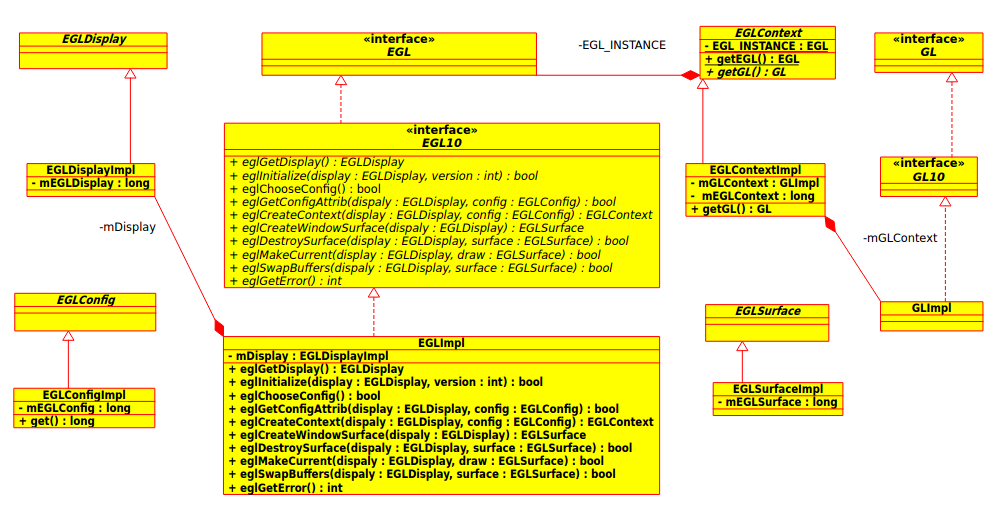 EGLDisplay
«interface»
EGL
-EGL_INSTANCE
EGLContext
- EGL_INSTANCE : EGL
+ getEGL() : EGL
+ getGL() : GL
«interface»
GL
EGLDisplayImpl
- mEGLDisplay : long
-mDisplay
«interface»
EGL10
+ eglGetDisplay() : EGLDisplay
+ eglInitialize(display : EGLDisplay, version : int) : bool
+ eglChooseConfig() : bool
+ eglGetConfigAttrib(display : EGLDisplay, config : EGLConfig) : bool
+ eglCreateContext(display : EGLDisplay, config : EGLConfig) : EGLContext
+ eglCreateWindowSurface(dispaly : EGLDisplay) : EGLSurface
+ eglDestroySurface(display : EGLDisplay, surface : EGLSurface) : bool
+ eglMakeCurrent(display : EGLDisplay, draw : EGLSurface) : bool
+ eglSwapBuffers(dispaly : EGLDisplay, surface : EGLSurface) : bool
+ eglGetError() : int
EGLContextImpl
- mGLContext : GLImpl
- mEGLContext : long
+ getGL() : GL
«interface»
GL10
-mGLContext
GLImpl
EGLConfig
EGLConfigImpl
- mEGLConfig : long
+ get() : long
EGLImpl
- mDisplay : EGLDisplayImpl
+ eglGetDisplay() : EGLDisplay
+ eglInitialize(display : EGLDisplay, version : int) : bool
+ eglChooseConfig() : bool
+ eglGetConfigAttrib(display : EGLDisplay, config : EGLConfig) : bool
+ eglCreateContext(display : EGLDisplay, config : EGLConfig) : EGLContext
+ eglCreateWindowSurface(dispaly : EGLDisplay) : EGLSurface
+ eglDestroySurface(display : EGLDisplay, surface : EGLSurface) : bool
+ eglMakeCurrent(display : EGLDisplay, draw : EGLSurface) : bool
+ eglSwapBuffers(dispaly : EGLDisplay, surface : EGLSurface) : bool
+ eglGetError() : int
EGLSurface
EGLSurfaceImpl
- mEGLSurface : long